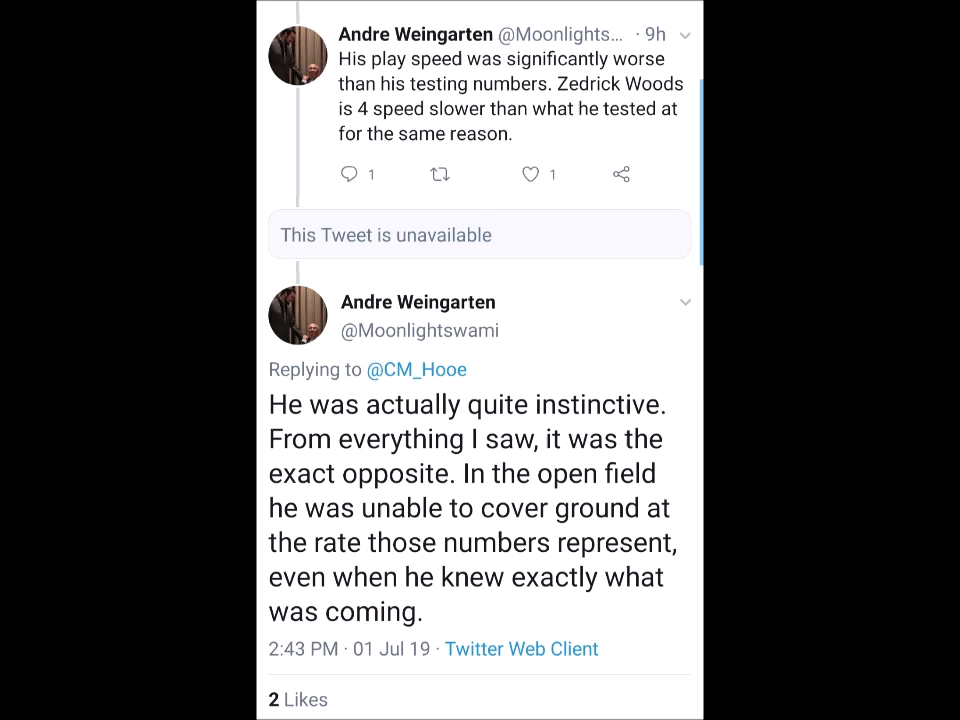 Andre Weingarten @Moonlights... · 9h
His play speed was significantly worse
than his testing numbers. Zedrick Woods
is 4 speed slower than what he tested at
for the same reason.
1 1
This Tweet is unavailable
Andre Weingarten
@Moonlightswami
Replying to @CM_Hooe
He was actually quite instinctive.
From everything I saw, it was the
exact opposite. In the open field
he was unable to cover ground at
the rate those numbers represent,
even when he knew exactly what
was coming.
2:43 PM · 01 Jul 19 · Twitter Web Client
2 Likes